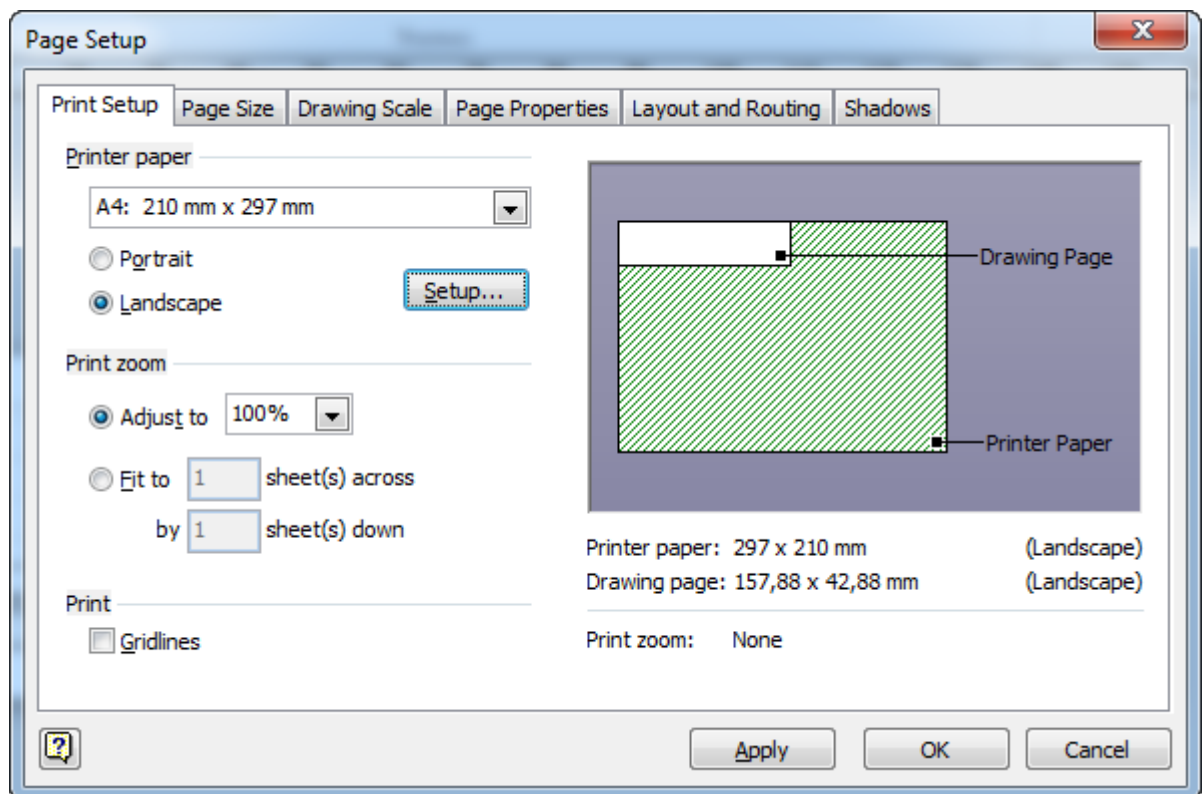 Page Setup
Print Setup Page Size Drawing Scale Page Properties Layout and Routing Shadows
Printer paper
A4: 210 mm x 297 mm
Portrait
Landscape
Setup...
Print zoom
Adjust to 100%
Fit to 1 sheet(s) across
by 1 sheet(s) down
Print
Gridlines
Drawing Page
Printer Paper
Printer paper: 297 x 210 mm (Landscape)
Drawing page: 157,88 x 42,88 mm (Landscape)
Print zoom: None
Apply OK Cancel